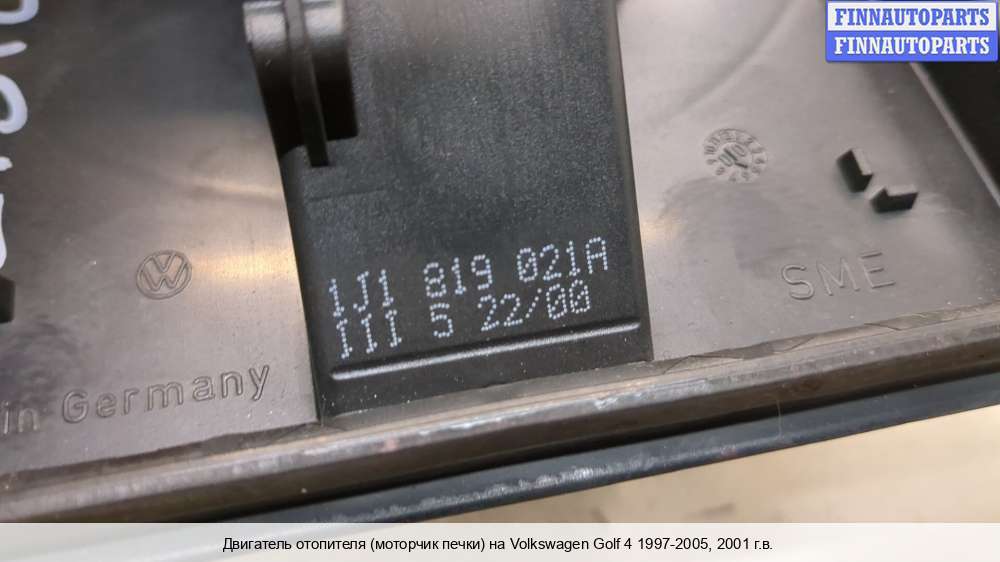 FINNAUTOPARTS
FINNAUTOPARTS
1J1 819 021A
III 5 22/00
SME
in Germany
Двигатель отопителя (моторчик печки) на Volkswagen Golf 4 1997-2005, 2001 г.в.